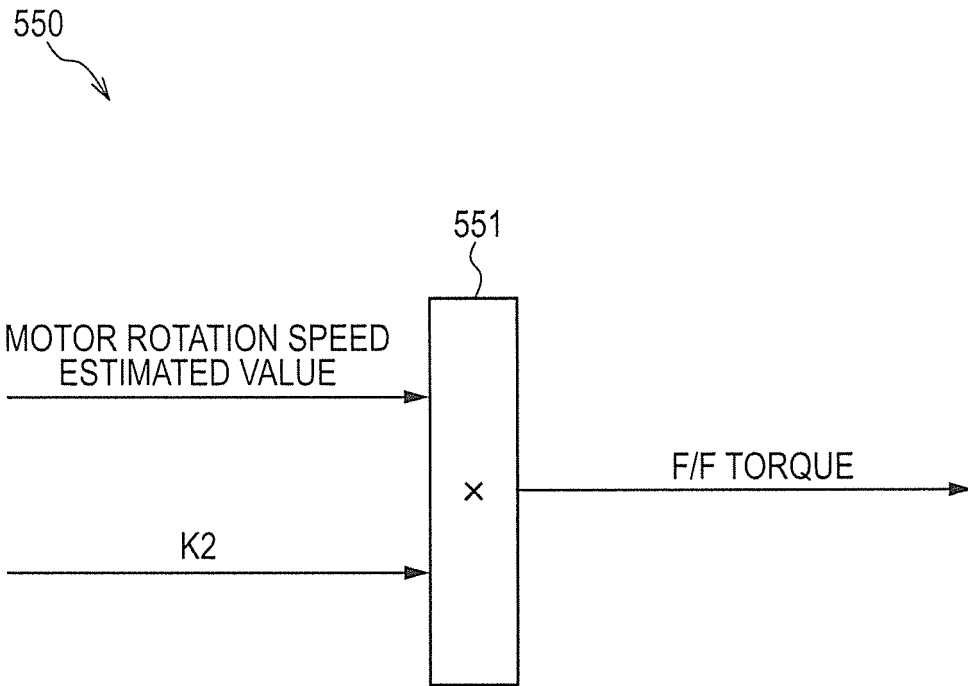 550
551
MOTOR ROTATION SPEED
ESTIMATED VALUE
F/F TORQUE
×
K2